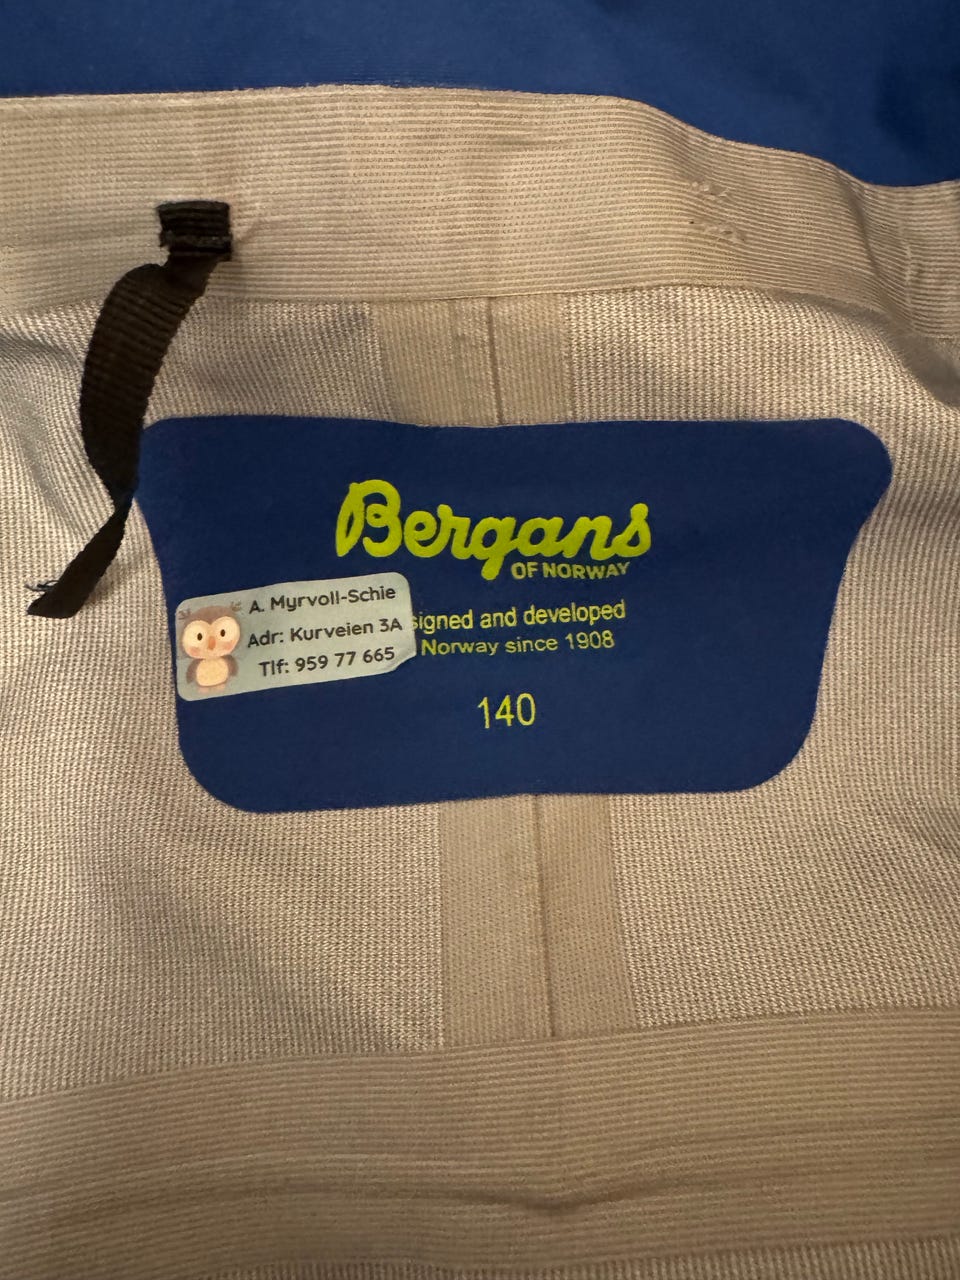 Bergans
OF NORWAY
A. Myrvoll-Schie
Adr: Kurveien 3A
Tlf: 959 77 665
signed and developed
Norway since 1908
140